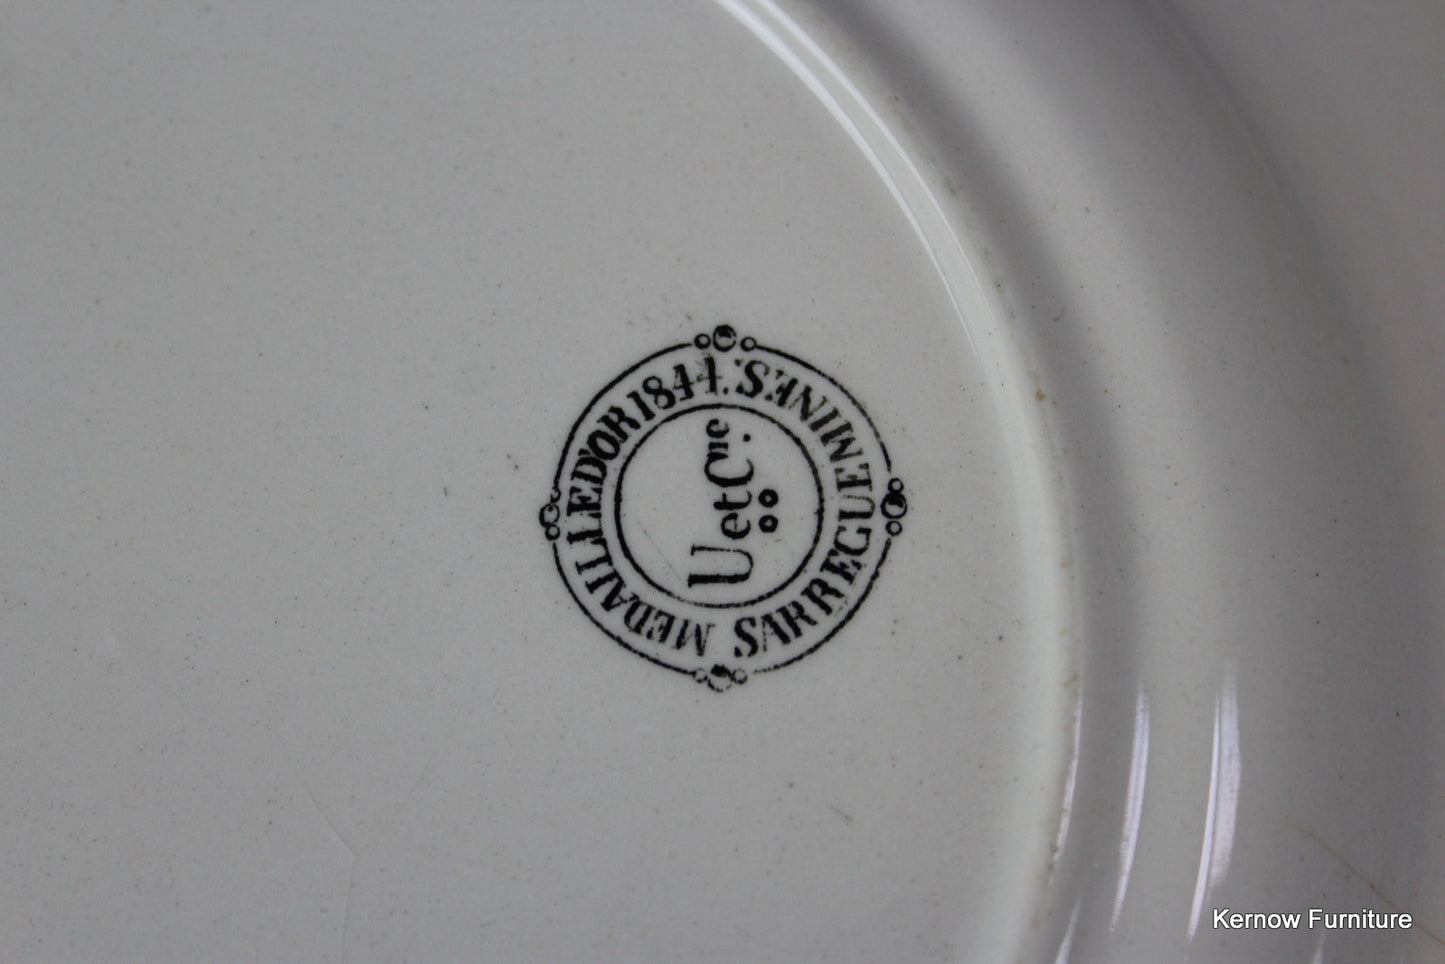 SARREGUEMINES.
MEDAILLE D'OR 1844.
U et Cie.
Kernow Furniture